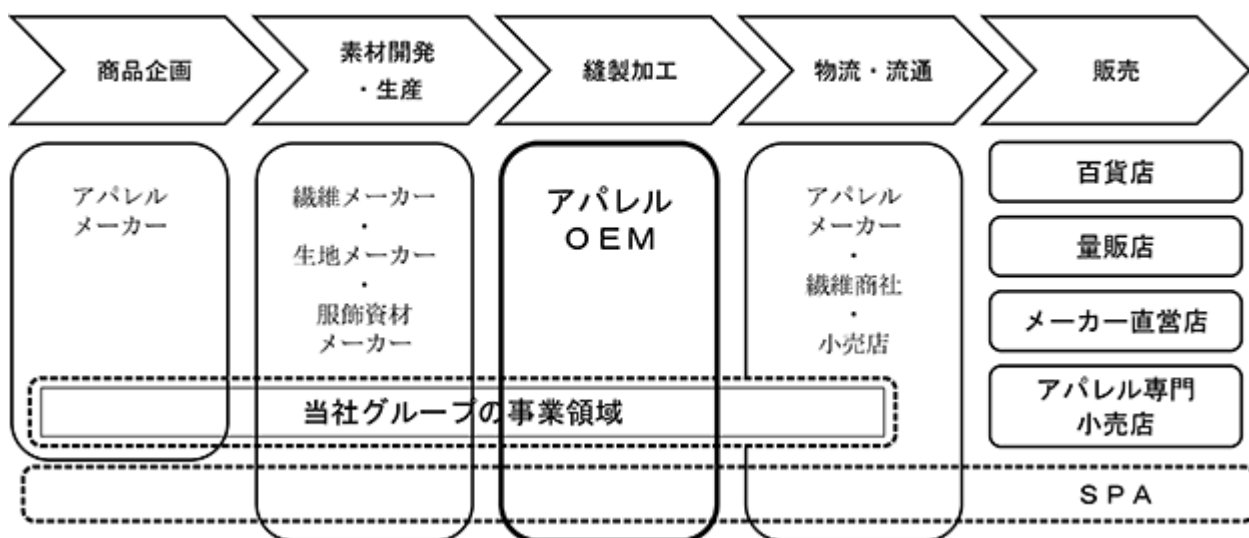 商品企画
素材開発
・生産
縫製加工
物流・流通
販売
アパレル
メーカー
繊維メーカー
・
生地メーカー
・
服飾資材
メーカー
アパレル
ＯＥＭ
アパレル
メーカー
・
繊維商社
・
小売店
百貨店
量販店
メーカー直営店
アパレル専門
小売店
当社グループの事業領域
ＳＰＡ